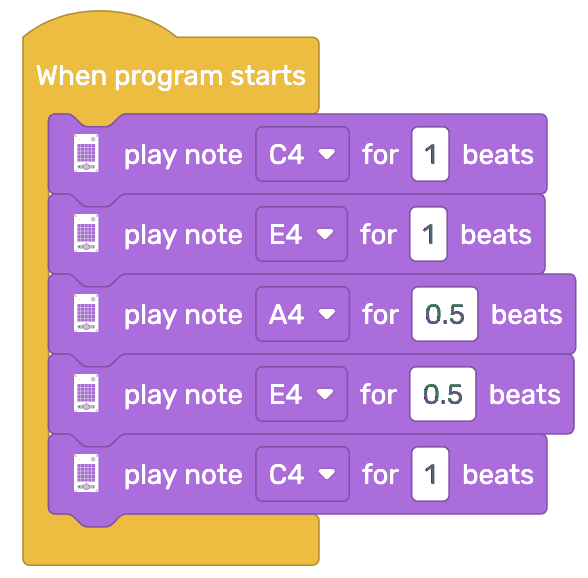 When program starts
play note C4 for 1 beats
play note E4 for 1 beats
play note A4 for 0.5 beats
play note E4 for 0.5 beats
play note C4 for 1 beats